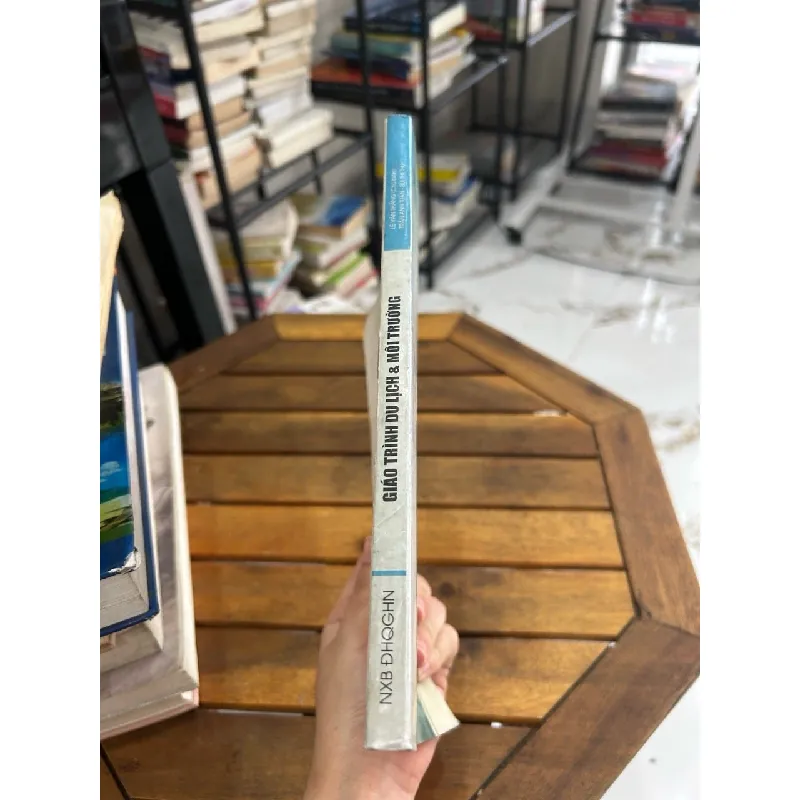 GIÁO TRÌNH DU LỊCH & MÔI TRƯỜNG
NXB ĐHQGHN